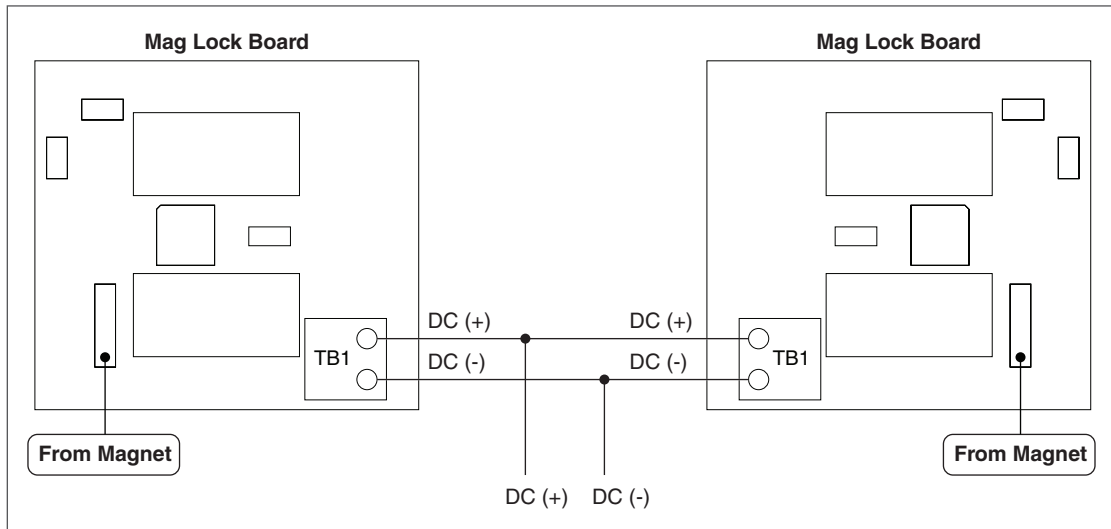 Mag Lock Board
Mag Lock Board
DC (+)
DC (+)
TB1
DC (-)
DC (-)
TB1
From Magnet
From Magnet
DC (+)
DC (-)